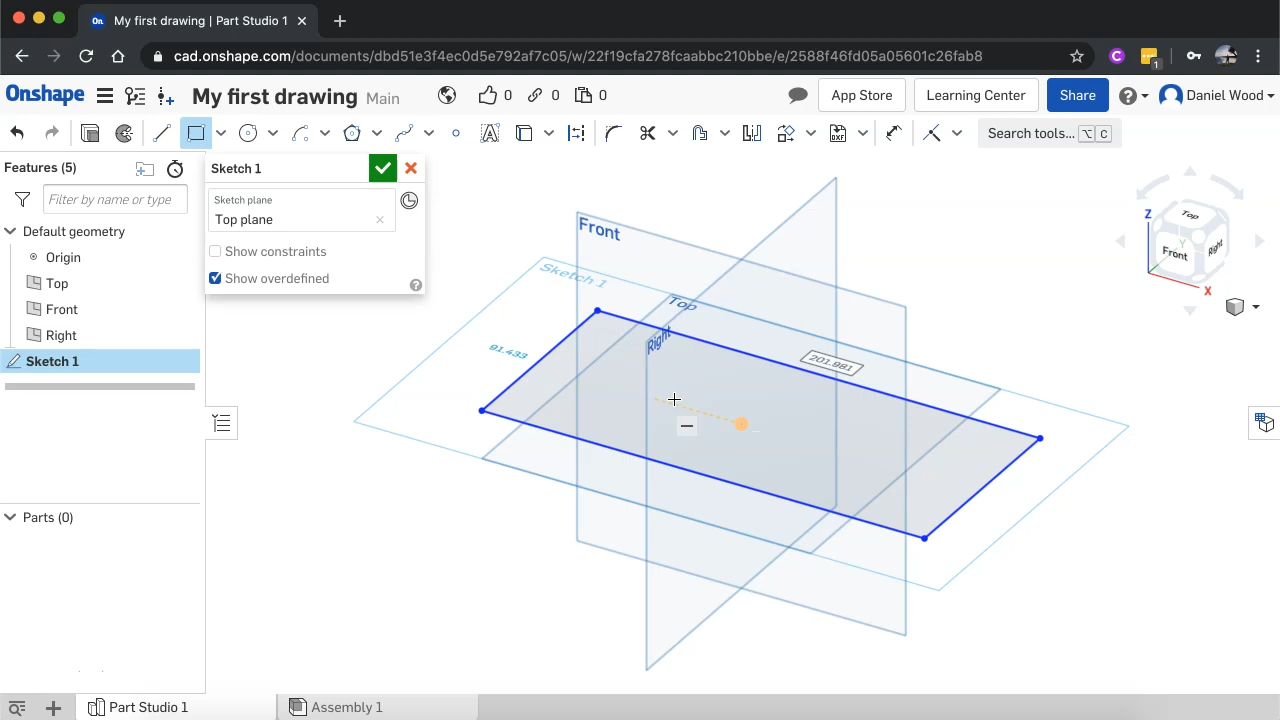 On My first drawing | Part Studio 1
cad.onshape.com/documents/dbd51e3f4ec0d5e792af7c05/w/22f19cfa278fcaabbc210bbe/e/2588f46fd05a05601c26fab8
C 1
Onshape My first drawing Main 0 0 0 App Store Learning Center Share Daniel Wood
Search tools... ⌥ C
Features (5)
Filter by name or type
Default geometry
Origin
Top
Front
Right
Sketch 1
Parts (0)
Sketch 1
Sketch plane
Top plane
Show constraints
Show overdefined
Front
Sketch 1
Top
Right
91.433
201.981
Z
Top
Y
Front
Right
X
Part Studio 1
Assembly 1